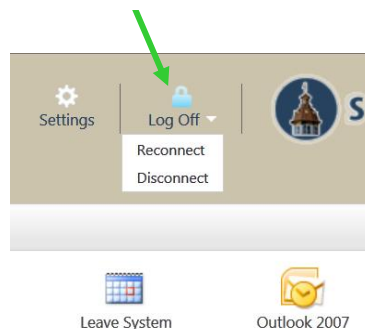 Settings
Log Off
S
Reconnect
Disconnect
Leave System
Outlook 2007